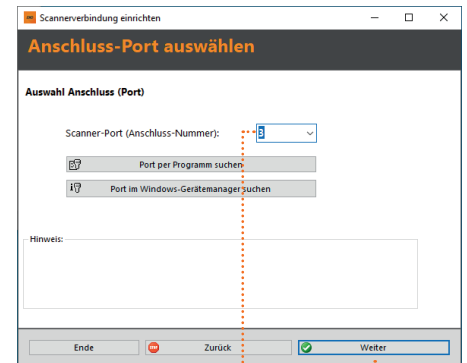 Scannerverbindung einrichten
Anschluss-Port auswählen
Auswahl Anschluss (Port)
Scanner-Port (Anschluss-Nummer): 3
Port per Programm suchen
Port im Windows-Gerätemanager suchen
Hinweis:
Ende Zurück Weiter